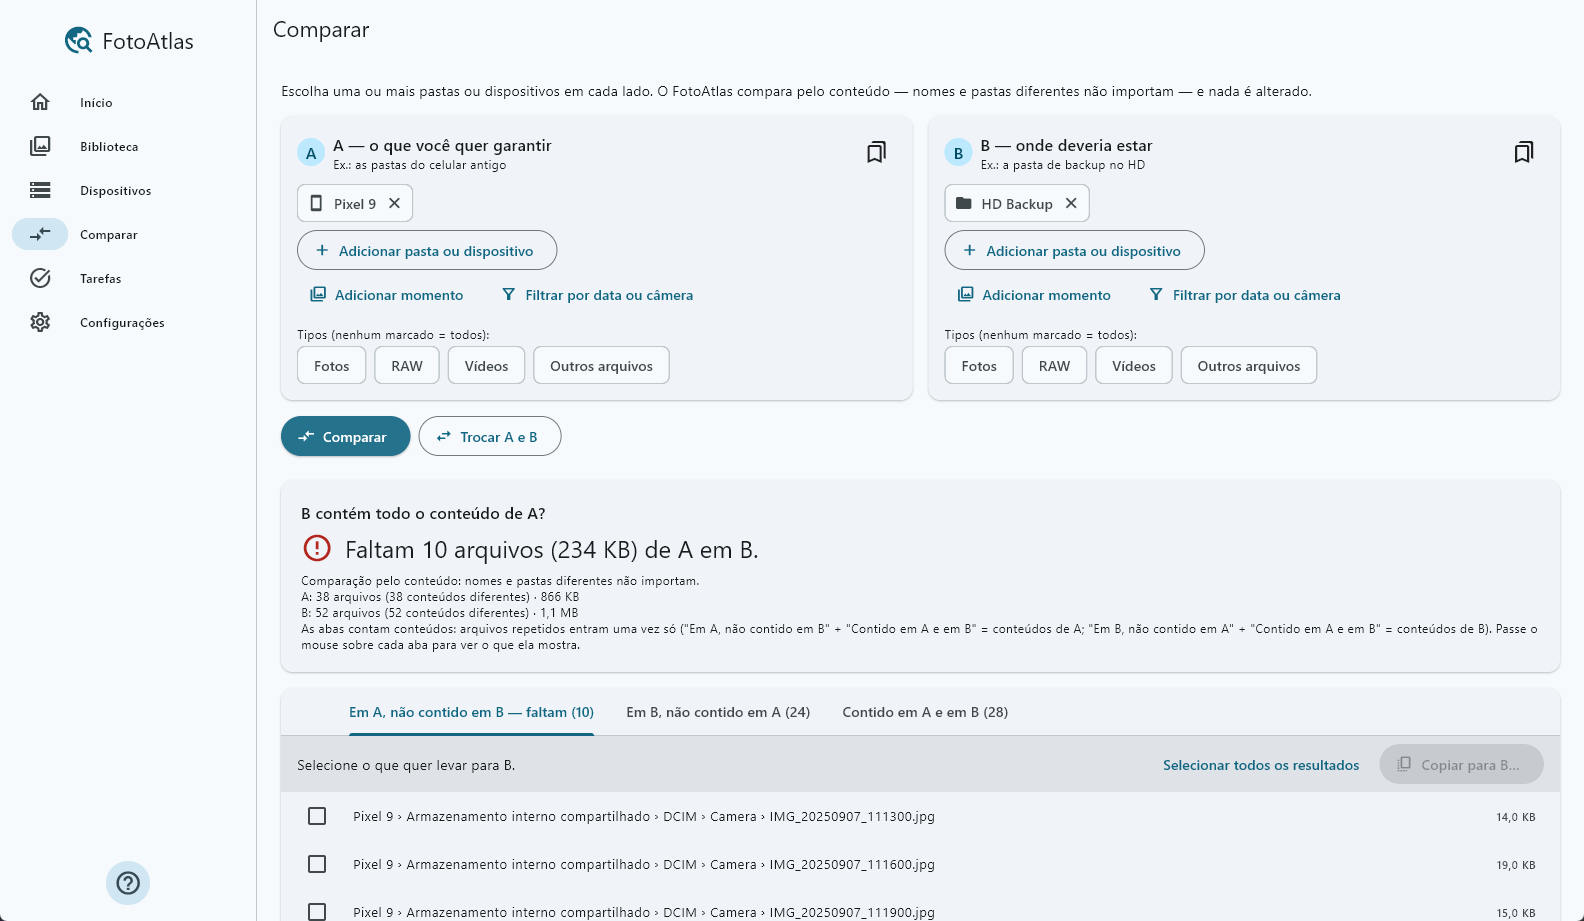 FotoAtlas
Início
Biblioteca
Dispositivos
Comparar
Tarefas
Configurações
Comparar
Escolha uma ou mais pastas ou dispositivos em cada lado. O FotoAtlas compara pelo conteúdo — nomes e pastas diferentes não importam — e nada é alterado.
A
A — o que você quer garantir
Ex.: as pastas do celular antigo
Pixel 9
Adicionar pasta ou dispositivo
Adicionar momento
Filtrar por data ou câmera
Tipos (nenhum marcado = todos):
Fotos
RAW
Vídeos
Outros arquivos
B
B — onde deveria estar
Ex.: a pasta de backup no HD
HD Backup
Adicionar pasta ou dispositivo
Adicionar momento
Filtrar por data ou câmera
Tipos (nenhum marcado = todos):
Fotos
RAW
Vídeos
Outros arquivos
Comparar
Trocar A e B
B contém todo o conteúdo de A?
Faltam 10 arquivos (234 KB) de A em B.
Comparação pelo conteúdo: nomes e pastas diferentes não importam.
A: 38 arquivos (38 conteúdos diferentes) · 866 KB
B: 52 arquivos (52 conteúdos diferentes) · 1,1 MB
As abas contam conteúdos: arquivos repetidos entram uma vez só ("Em A, não contido em B" + "Contido em A e em B" = conteúdos de A; "Em B, não contido em A" + "Contido em A e em B" = conteúdos de B). Passe o
mouse sobre cada aba para ver o que ela mostra.
Em A, não contido em B — faltam (10)
Em B, não contido em A (24)
Contido em A e em B (28)
Selecione o que quer levar para B.
Selecionar todos os resultados
Copiar para B...
Pixel 9 › Armazenamento interno compartilhado › DCIM › Camera › IMG_20250907_111300.jpg
14,0 KB
Pixel 9 › Armazenamento interno compartilhado › DCIM › Camera › IMG_20250907_111600.jpg
19,0 KB
Pixel 9 › Armazenamento interno compartilhado › DCIM › Camera › IMG_20250907_111900.jpg
15,0 KB